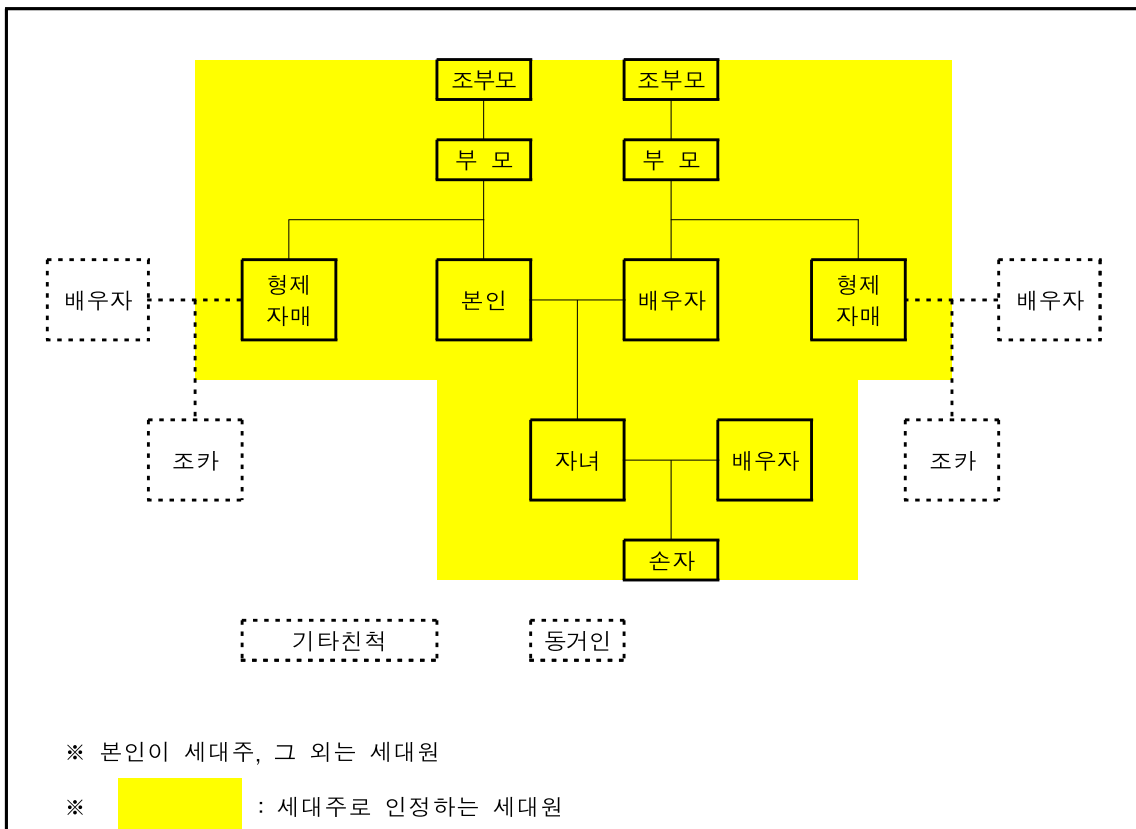 조부모 조부모
부 모 부 모
배우자 형제 자매 본인 배우자 형제 자매 배우자
조카 자녀 배우자 조카
손자
기타친척 동거인
※ 본인이 세대주, 그 외는 세대원
※ : 세대주로 인정하는 세대원